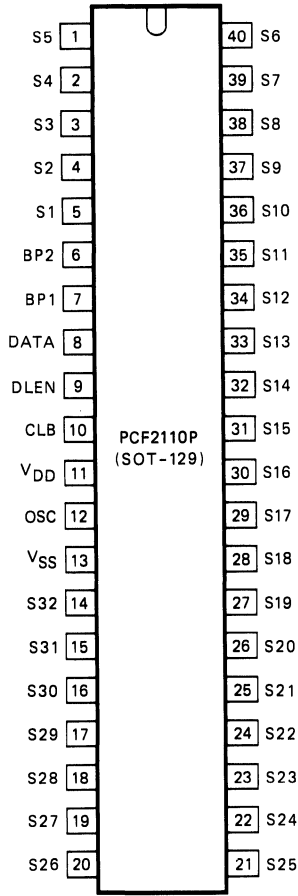 S5 1 40 S6
S4 2 39 S7
S3 3 38 S8
S2 4 37 S9
S1 5 36 S10
BP2 6 35 S11
BP1 7 34 S12
DATA 8 33 S13
DLEN 9 32 S14
CLB 10 31 S15
PCF2110P
(SOT-129)
VDD 11 30 S16
OSC 12 29 S17
VSS 13 28 S18
S32 14 27 S19
S31 15 26 S20
S30 16 25 S21
S29 17 24 S22
S28 18 23 S23
S27 19 22 S24
S26 20 21 S25